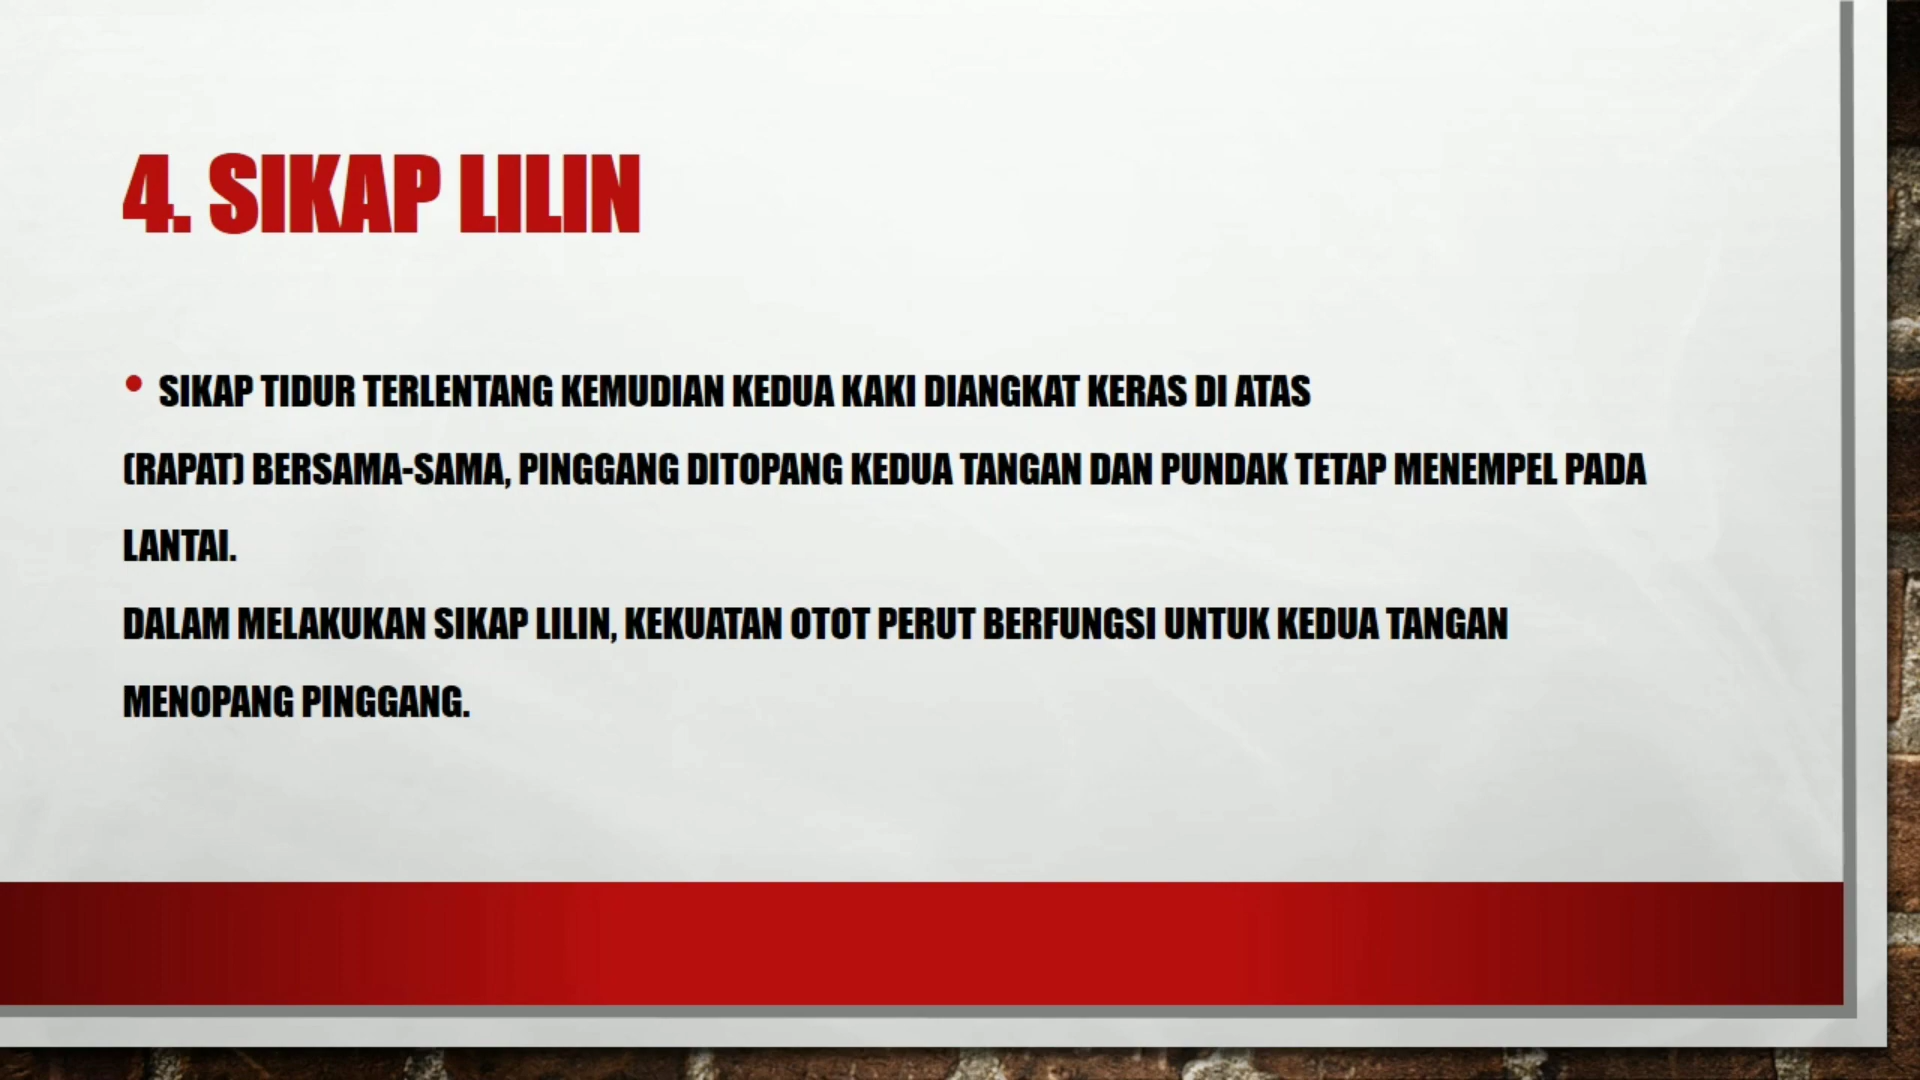 4. SIKAP LILIN
• SIKAP TIDUR TERLENTANG KEMUDIAN KEDUA KAKI DIANGKAT KERAS DI ATAS
(RAPAT) BERSAMA-SAMA, PINGGANG DITOPANG KEDUA TANGAN DAN PUNDAK TETAP MENEMPEL PADA
LANTAI.
DALAM MELAKUKAN SIKAP LILIN, KEKUATAN OTOT PERUT BERFUNGSI UNTUK KEDUA TANGAN
MENOPANG PINGGANG.